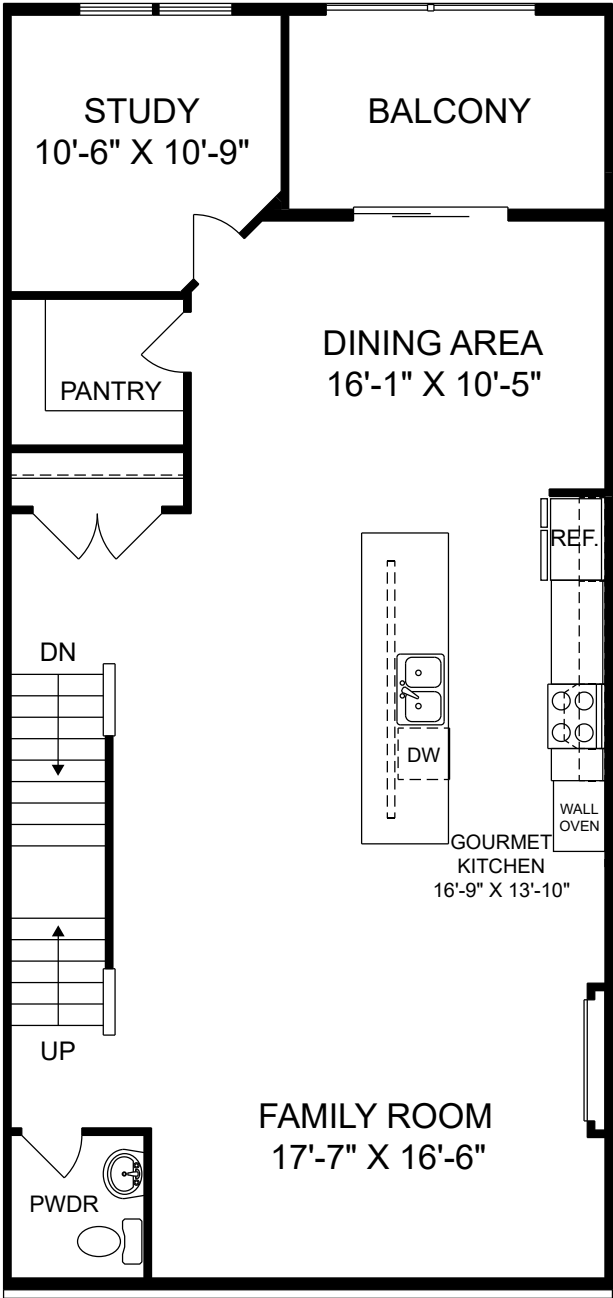 STUDY
10'-6" X 10'-9"
BALCONY
DINING AREA
16'-1" X 10'-5"
PANTRY
REF.
DN
DW
WALL
OVEN
GOURMET
KITCHEN
16'-9" X 13'-10"
UP
FAMILY ROOM
17'-7" X 16'-6"
PWDR